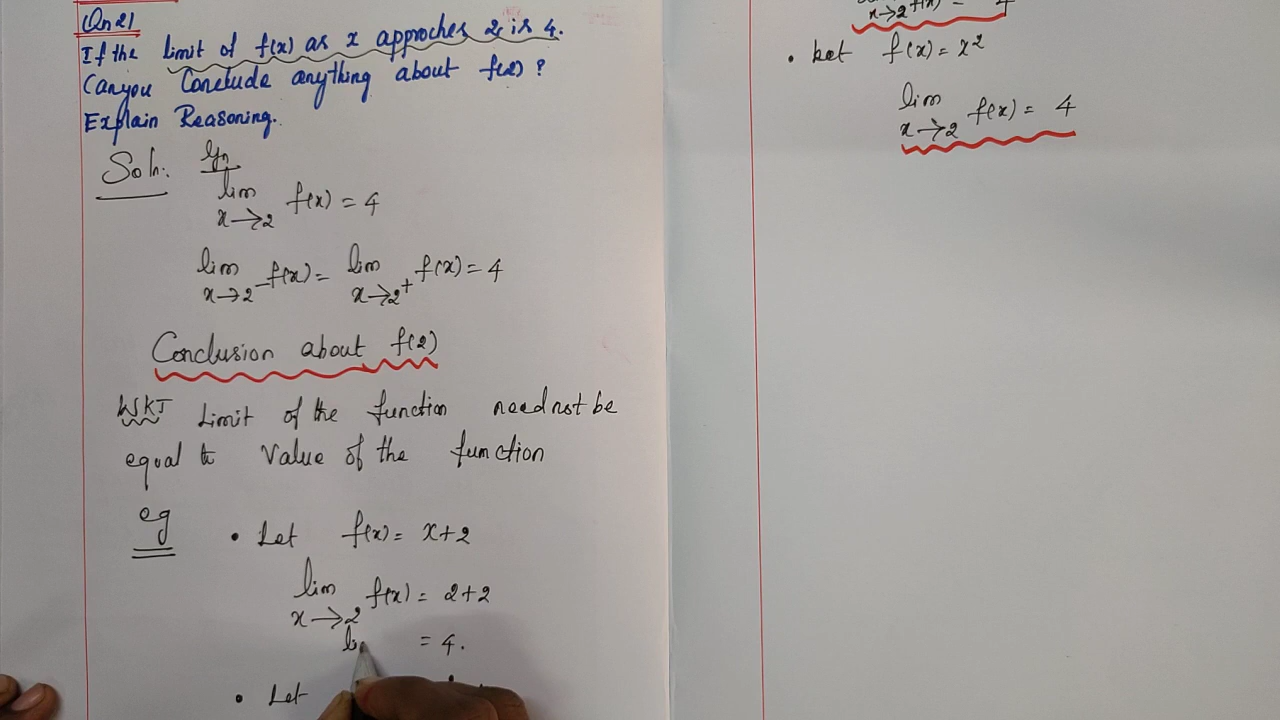 Qn 21
If the limit of f(x) as x approches 2, is 4.
Can you Conclude anything about f(2) ?
Explain Reasoning.
Soln: Gn
lim x→2 f(x) = 4
lim x→2⁻ f(x) = lim x→2⁺ f(x) = 4
Conclusion about f(2)
WKT Limit of the function need not be
equal to Value of the function
eg • Let f(x) = x+2
lim x→2 f(x) = 2+2
= 4.
• Let
x→2 f(x) = 4
• Let f(x) = x²
lim x→2 f(x) = 4